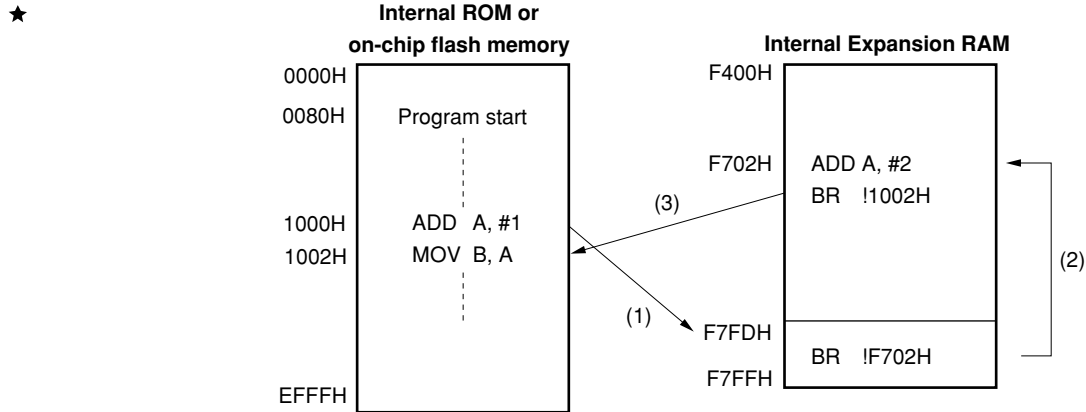 ★
Internal ROM or
on-chip flash memory
0000H
0080H
Program start
1000H
ADD A, #1
1002H
MOV B, A
EFFFH
(1)
(3)
Internal Expansion RAM
F400H
F702H
ADD A, #2
BR !1002H
(2)
F7FDH
BR !F702H
F7FFH